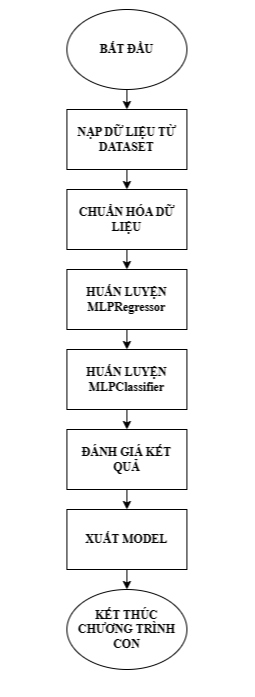 BẮT ĐẦU
NẠP DỮ LIỆU TỪ
DATASET
CHUẨN HÓA DỮ
LIỆU
HUẤN LUYỆN
MLPRegressor
HUẤN LUYỆN
MLPClassifier
ĐÁNH GIÁ KẾT
QUẢ
XUẤT MODEL
KẾT THÚC
CHƯƠNG TRÌNH
CON